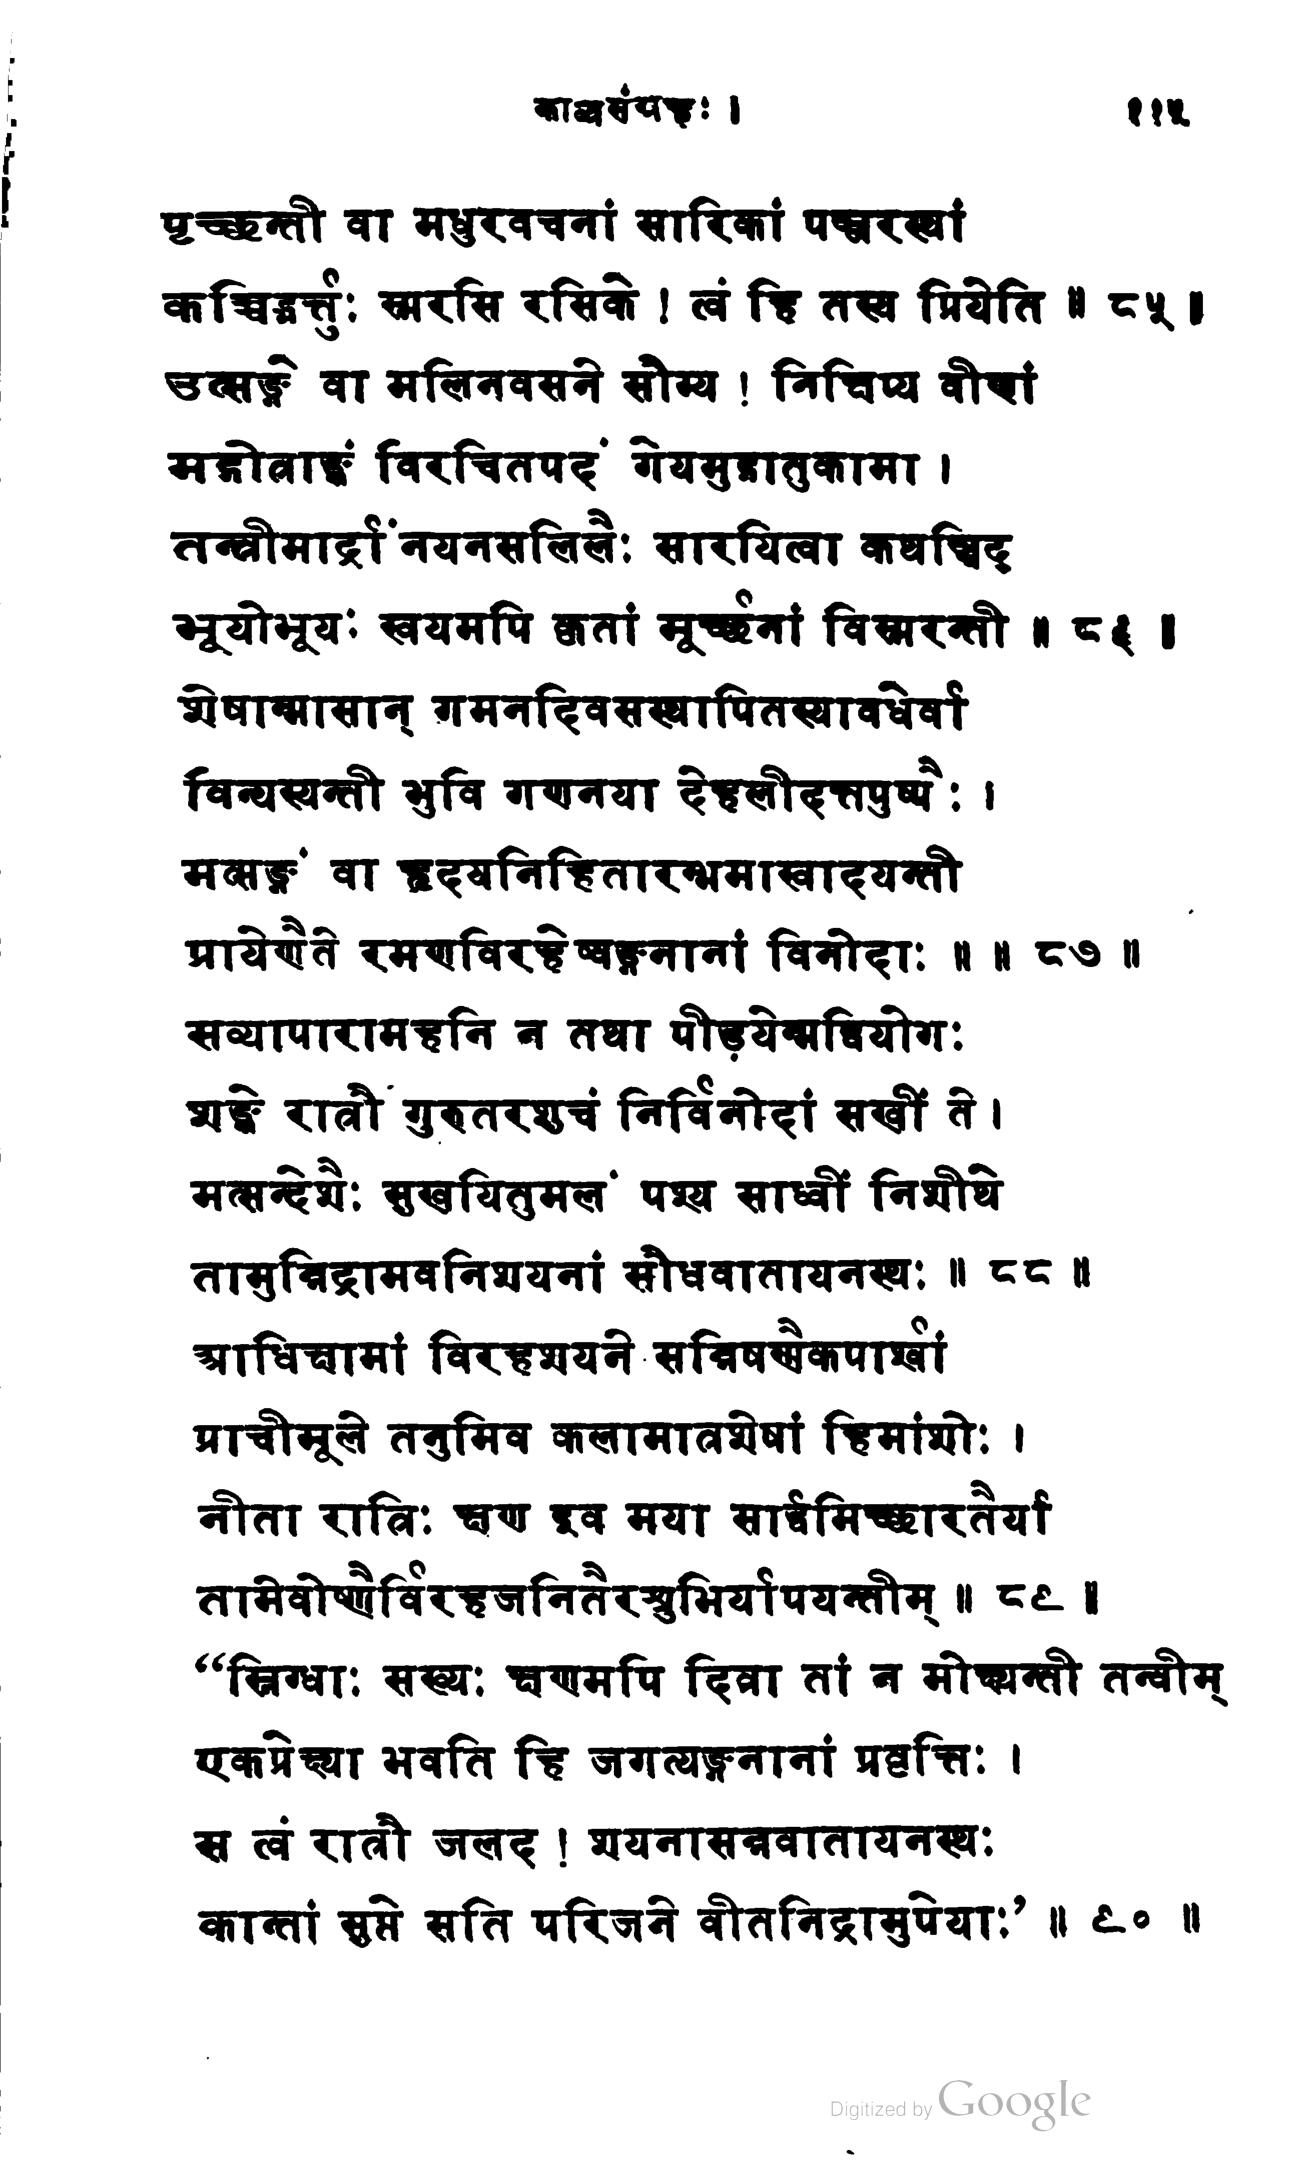 काव्यसंग्रहः । ११५
पृच्छन्ती वा मधुरवचनां सारिकां पञ्जरस्थां
कच्चिद्भर्त्तुः स्मरसि रसिके ! त्वं हि तस्य प्रियेति ॥ ८५ ॥
उत्सङ्गे वा मलिनवसने सौम्य ! निक्षिप्य वीणां
मद्गोत्राङ्कं विरचितपदं गेयमुद्गातुकामा ।
तन्त्रीमार्द्रां नयनसलिलैः सारयित्वा कथञ्चिद्
भूयोभूयः स्वयमपि कृतां मूर्च्छनां विस्मरन्ती ॥ ८६ ॥
शेषान्मासान् गमनदिवसस्थापितस्यावधेर्वा
विन्यस्यन्ती भुवि गणनया देहलीदत्तपुष्पैः ।
मत्सङ्गं वा हृदयनिहितारम्भमास्वादयन्ती
प्रायेणैते रमणविरहेष्वङ्गनानां विनोदाः ॥ ॥ ८७ ॥
सव्यापारामहनि न तथा पीड़येन्मद्वियोगः
शङ्के रात्रौ गुरुतरशुचं निर्विनोदां सखीं ते ।
मत्सन्देशैः सुखयितुमलं पश्य साध्वीं निशीथे
तामुन्निद्रामवनिशयनां सौधवातायनस्थः ॥ ८८ ॥
आधिक्षामां विरहशयने सन्निषणैकपार्श्वां
प्राचीमूले तनुमिव कलामात्रशेषां हिमांशोः ।
नीता रात्रिः क्षण इव मया सार्द्धमिच्छारतैर्या
तामेवोष्णैर्विरहजनितैरश्रुभिर्यापयन्तीम् ॥ ८९ ॥
“स्निग्धाः सख्यः क्षणमपि दिवा तां न मोक्ष्यन्ती तन्वीम्
एकप्रेक्ष्या भवति हि जगत्यङ्गनानां प्रवृत्तिः ।
स त्वं रात्रौ जलद ! शयनासन्नवातायनस्थः
कान्तां सुप्ते सति परिजने वीतनिद्रामुपेयाः’ ॥ ९० ॥
Digitized by Google